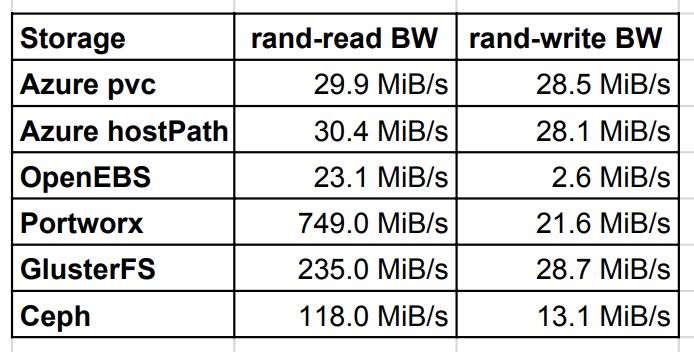 Storage rand-read BW rand-write BW
Azure pvc 29.9 MiB/s 28.5 MiB/s
Azure hostPath 30.4 MiB/s 28.1 MiB/s
OpenEBS 23.1 MiB/s 2.6 MiB/s
Portworx 749.0 MiB/s 21.6 MiB/s
GlusterFS 235.0 MiB/s 28.7 MiB/s
Ceph 118.0 MiB/s 13.1 MiB/s